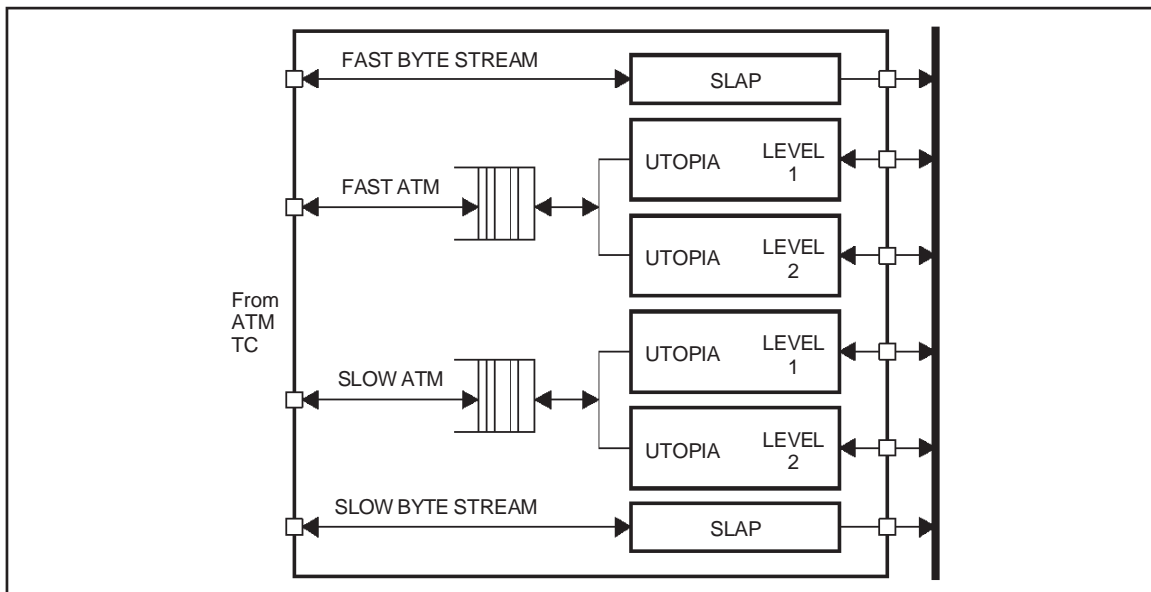 FAST BYTE STREAM
SLAP
UTOPIA LEVEL
1
FAST ATM
UTOPIA LEVEL
2
From
ATM
TC
UTOPIA LEVEL
1
SLOW ATM
UTOPIA LEVEL
2
SLOW BYTE STREAM
SLAP